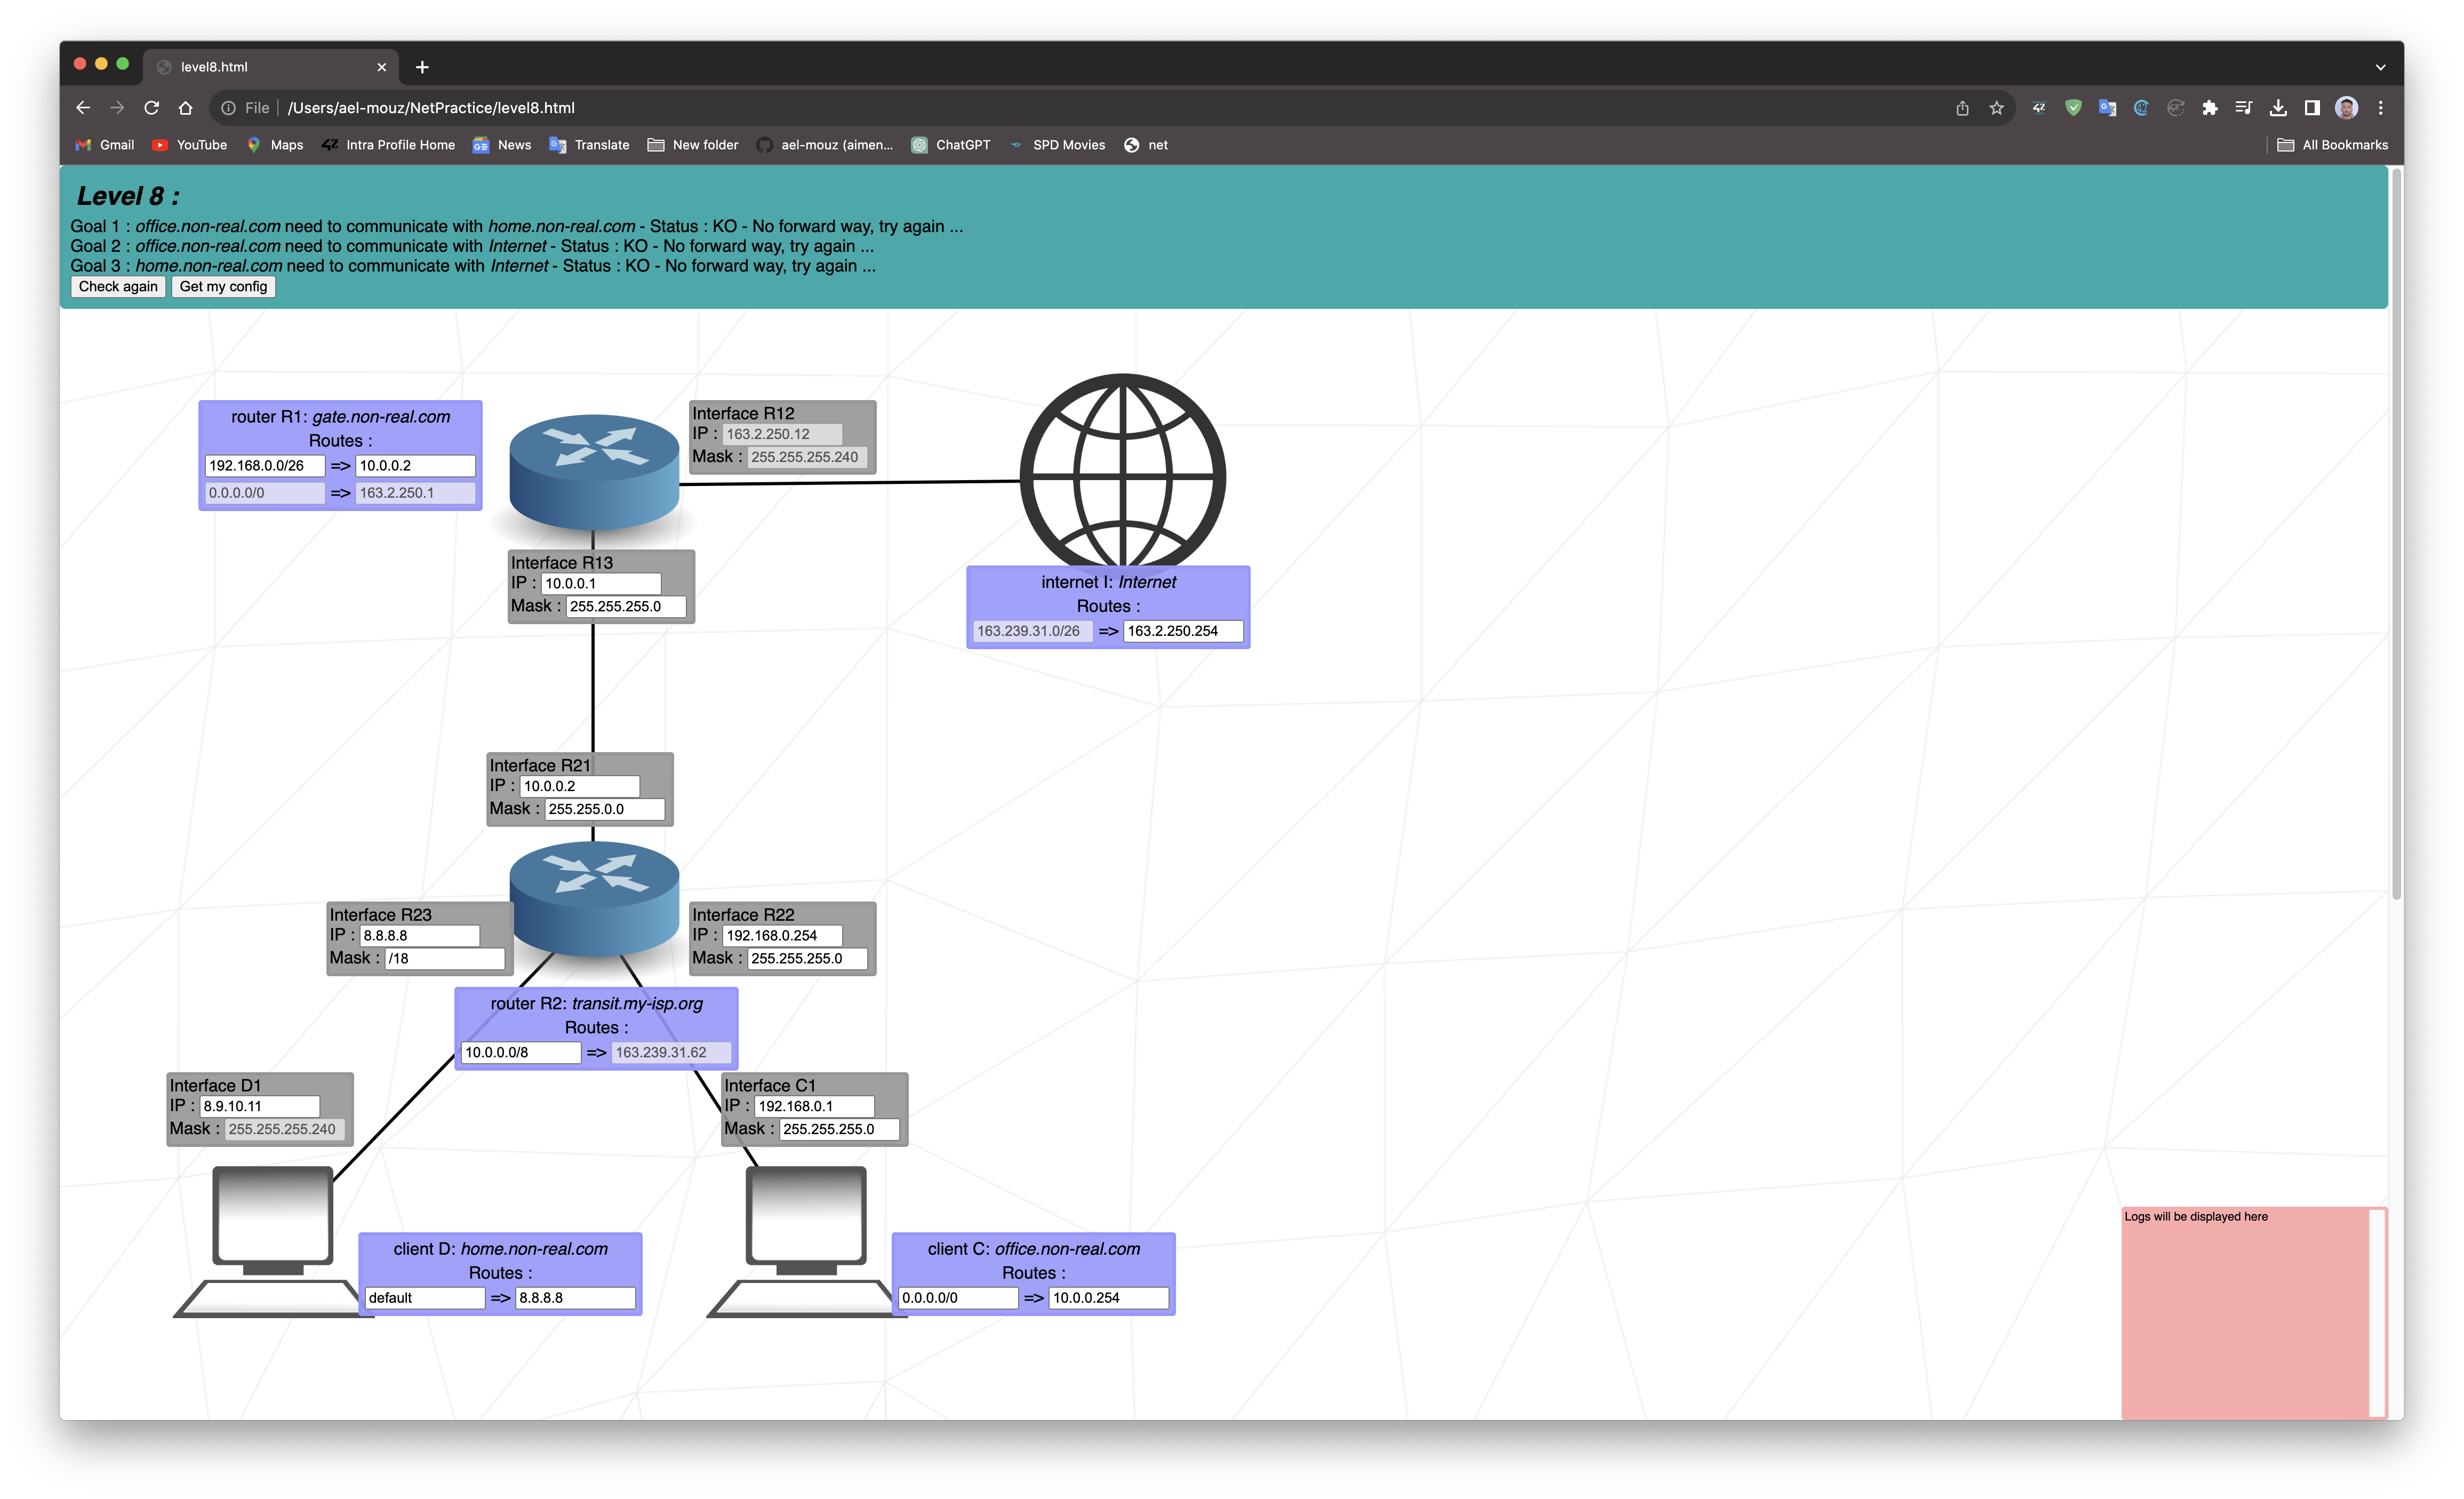 level8.html
File /Users/ael-mouz/NetPractice/level8.html
Gmail YouTube Maps Intra Profile Home News Translate New folder ael-mouz (aimen... ChatGPT SPD Movies net All Bookmarks
Level 8 :
Goal 1 : office.non-real.com need to communicate with home.non-real.com - Status : KO - No forward way, try again ...
Goal 2 : office.non-real.com need to communicate with Internet - Status : KO - No forward way, try again ...
Goal 3 : home.non-real.com need to communicate with Internet - Status : KO - No forward way, try again ...
Check again Get my config
router R1: gate.non-real.com
Routes :
192.168.0.0/26 => 10.0.0.2
0.0.0.0/0 => 163.2.250.1
Interface R12
IP : 163.2.250.12
Mask : 255.255.255.240
Interface R13
IP : 10.0.0.1
Mask : 255.255.255.0
internet I: Internet
Routes :
163.239.31.0/26 => 163.2.250.254
Interface R21
IP : 10.0.0.2
Mask : 255.255.0.0
Interface R23
IP : 8.8.8.8
Mask : /18
Interface R22
IP : 192.168.0.254
Mask : 255.255.255.0
router R2: transit.my-isp.org
Routes :
10.0.0.0/8 => 163.239.31.62
Interface D1
IP : 8.9.10.11
Mask : 255.255.255.240
Interface C1
IP : 192.168.0.1
Mask : 255.255.255.0
client D: home.non-real.com
Routes :
default => 8.8.8.8
client C: office.non-real.com
Routes :
0.0.0.0/0 => 10.0.0.254
Logs will be displayed here